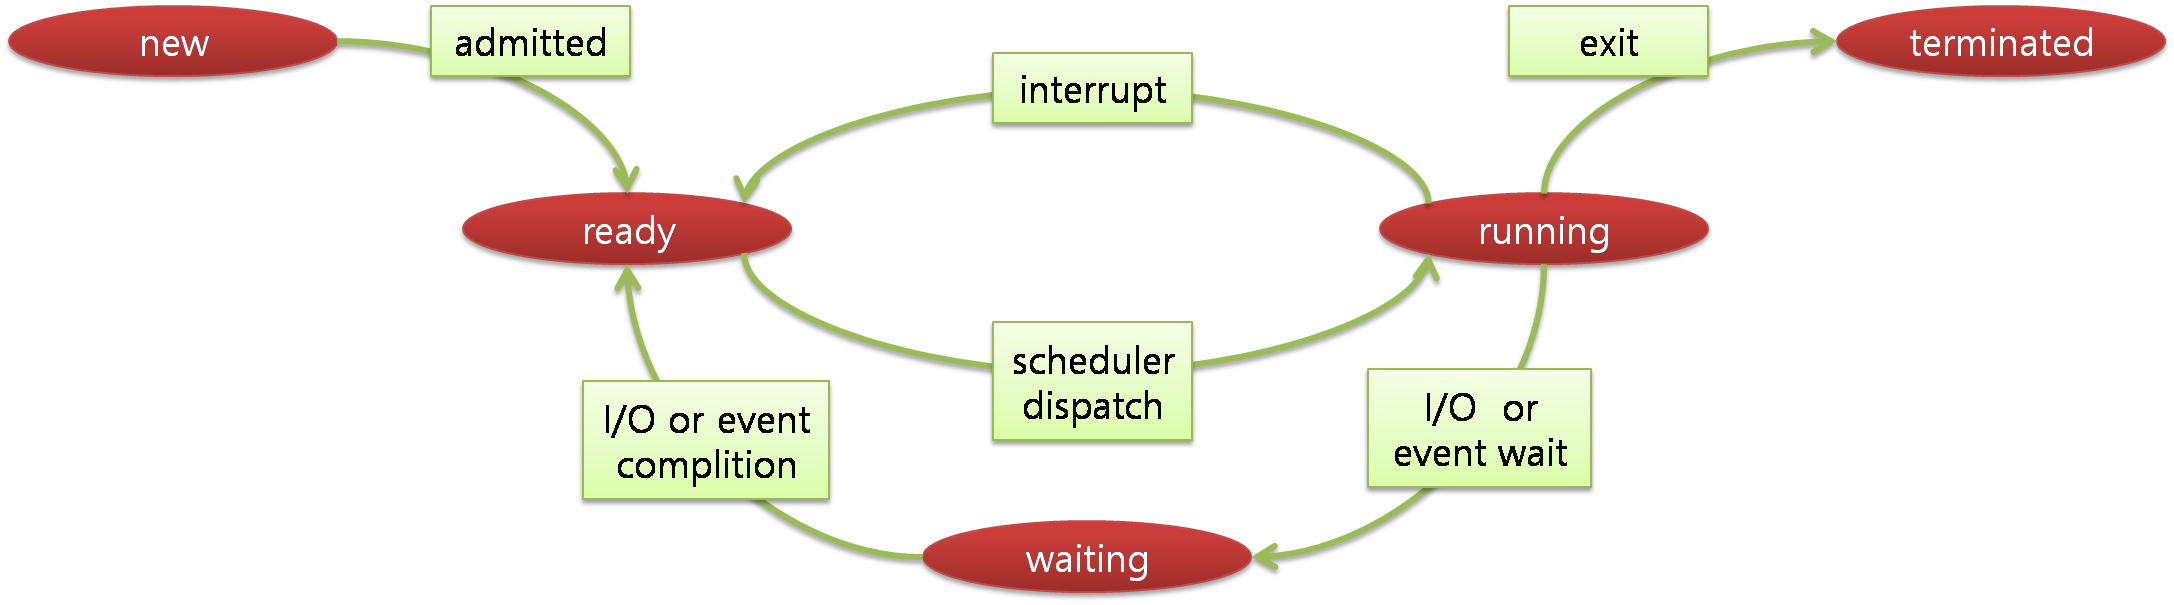 new
admitted
interrupt
exit
terminated
ready
running
scheduler
dispatch
I/O or event
complition
I/O or
event wait
waiting